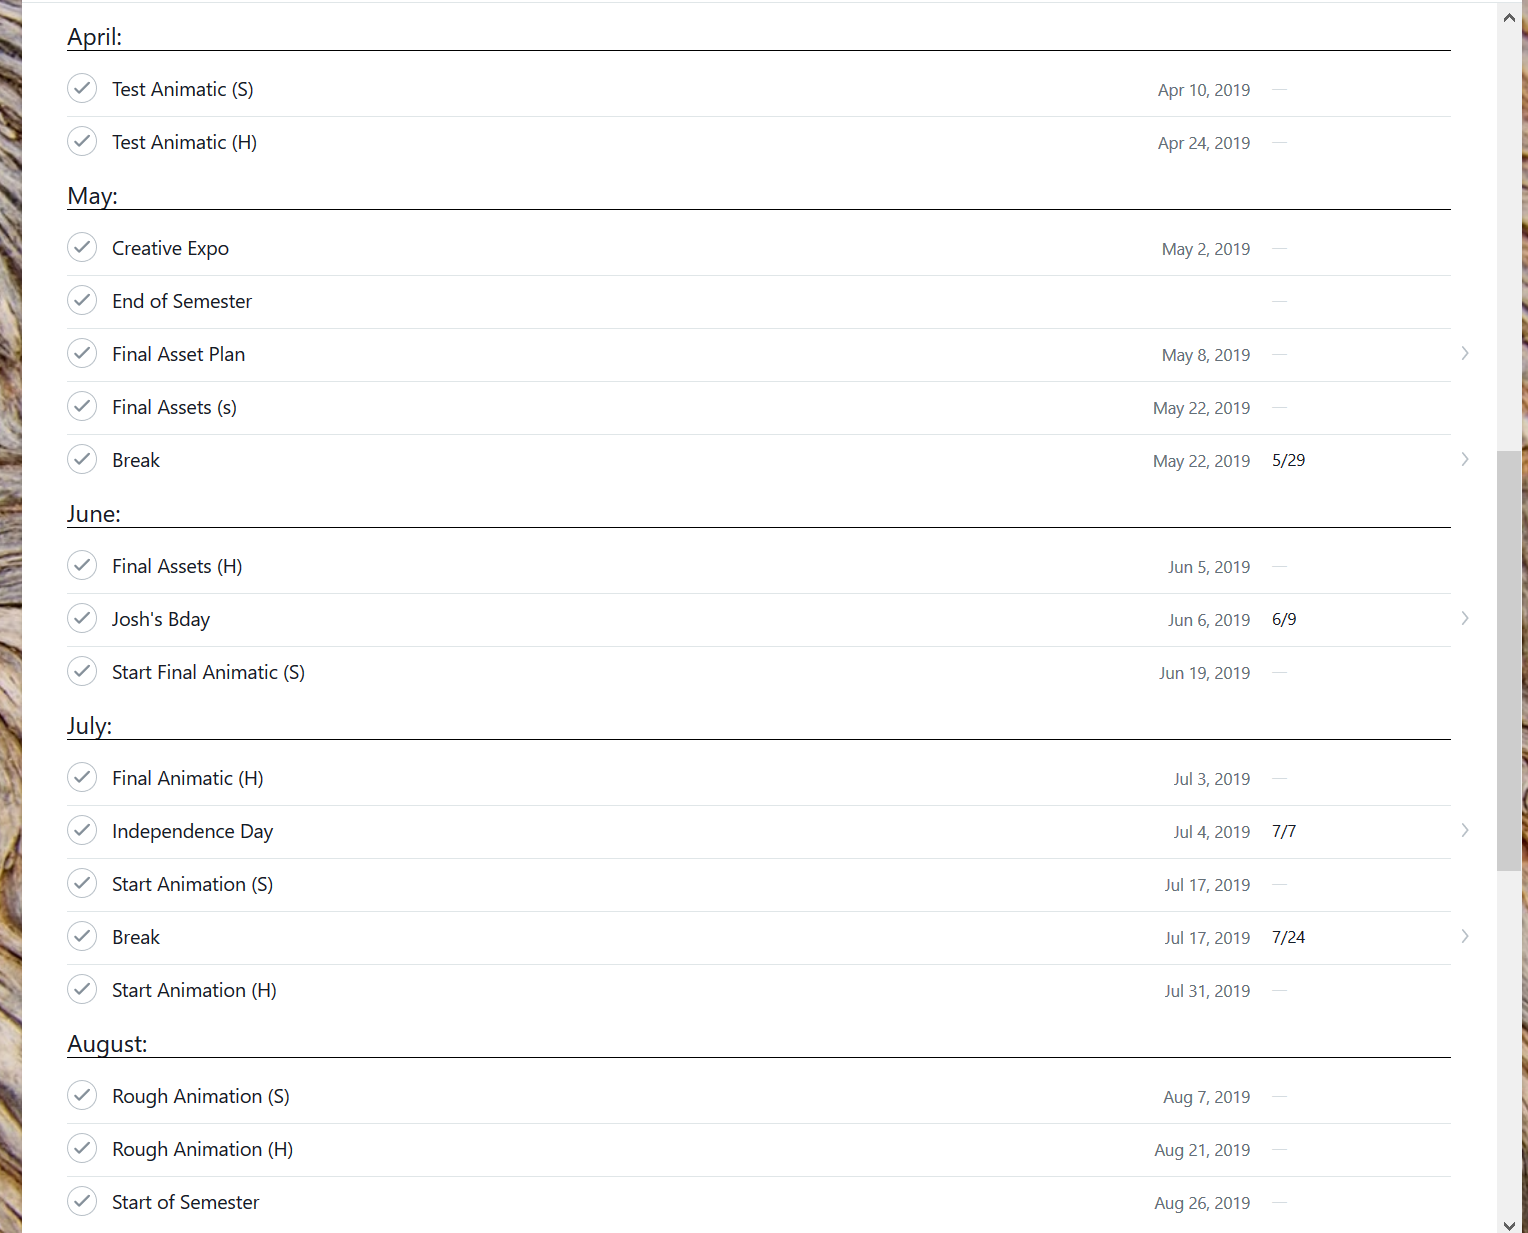 April:
Test Animatic (S) Apr 10, 2019 —
Test Animatic (H) Apr 24, 2019 —
May:
Creative Expo May 2, 2019 —
End of Semester —
Final Asset Plan May 8, 2019 —
Final Assets (s) May 22, 2019 —
Break May 22, 2019 5/29
June:
Final Assets (H) Jun 5, 2019 —
Josh's Bday Jun 6, 2019 6/9
Start Final Animatic (S) Jun 19, 2019 —
July:
Final Animatic (H) Jul 3, 2019 —
Independence Day Jul 4, 2019 7/7
Start Animation (S) Jul 17, 2019 —
Break Jul 17, 2019 7/24
Start Animation (H) Jul 31, 2019 —
August:
Rough Animation (S) Aug 7, 2019 —
Rough Animation (H) Aug 21, 2019 —
Start of Semester Aug 26, 2019 —